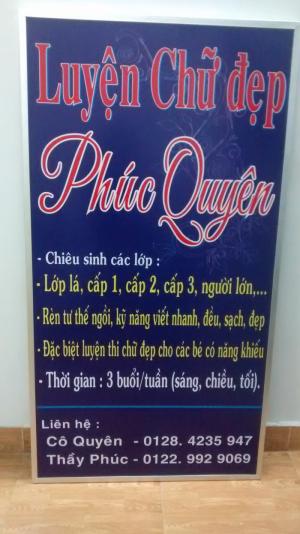 Luyện Chữ đẹp
Phúc Quyên
- Chiêu sinh các lớp :
- Lớp lá, cấp 1, cấp 2, cấp 3, người lớn,...
- Rèn tư thế ngồi, kỹ năng viết nhanh, đều, sạch, đẹp
- Đặc biệt luyện thi chữ đẹp cho các bé có năng khiếu
- Thời gian : 3 buổi/tuần (sáng, chiều, tối).
Liên hệ :
Cô Quyên - 0128. 4235 947
Thầy Phúc - 0122. 992 9069